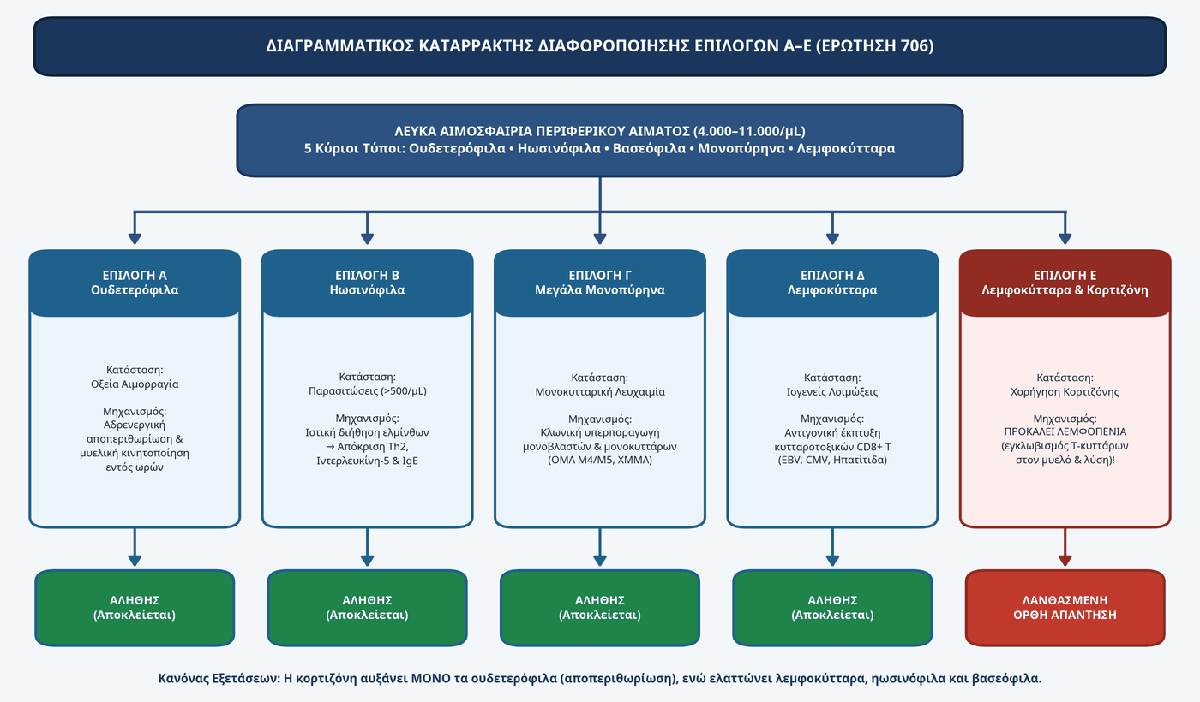 ΔΙΑΓΡΑΜΜΑΤΙΚΟΣ ΚΑΤΑΡΡΑΚΤΗΣ ΔΙΑΦΟΡΟΠΟΙΗΣΗΣ ΕΠΙΛΟΓΩΝ Α–Ε (ΕΡΩΤΗΣΗ 706)
ΛΕΥΚΑ ΑΙΜΟΣΦΑΙΡΙΑ ΠΕΡΙΦΕΡΙΚΟΥ ΑΙΜΑΤΟΣ (4.000–11.000/μL)
5 Κύριοι Τύποι: Ουδετερόφιλα • Ηωσινόφιλα • Βασεόφιλα • Μονοπύρηνα • Λεμφοκύτταρα
ΕΠΙΛΟΓΗ Α
Ουδετερόφιλα
Κατάσταση:
Οξεία Αιμορραγία
Μηχανισμός:
Αδρενεργική
αποπεριθωρίωση &
μυελική κινητοποίηση
εντός ωρών
ΑΛΗΘΗΣ
(Αποκλείεται)
ΕΠΙΛΟΓΗ Β
Ηωσινόφιλα
Κατάσταση:
Παρασιτώσεις (>500/μL)
Μηχανισμός:
Ιστική διήθηση ελμίνθων
→ Απόκριση Th2,
Ιντερλευκίνη-5 & IgE
ΑΛΗΘΗΣ
(Αποκλείεται)
ΕΠΙΛΟΓΗ Γ
Μεγάλα Μονοπύρηνα
Κατάσταση:
Μονοκυτταρική Λευχαιμία
Μηχανισμός:
Κλωνική υπερπαραγωγή
μονοβλαστών & μονοκυττάρων
(ΟΜΛ M4/M5, ΧΜΜΛ)
ΑΛΗΘΗΣ
(Αποκλείεται)
ΕΠΙΛΟΓΗ Δ
Λεμφοκύτταρα
Κατάσταση:
Ιογενείς Λοιμώξεις
Μηχανισμός:
Αντιγονική έκπτυξη
κυτταροτοξικών CD8+ T
(EBV, CMV, Ηπατίτιδα)
ΑΛΗΘΗΣ
(Αποκλείεται)
ΕΠΙΛΟΓΗ Ε
Λεμφοκύτταρα & Κορτιζόνη
Κατάσταση:
Χορήγηση Κορτιζόνης
Μηχανισμός:
ΠΡΟΚΑΛΕΙ ΛΕΜΦΟΠΕΝΙΑ
(εγκλωβισμός Τ-κυττάρων
στον μυελό & λύση)!
ΛΑΝΘΑΣΜΕΝΗ
ΟΡΘΗ ΑΠΑΝΤΗΣΗ
Κανόνας Εξετάσεων: Η κορτιζόνη αυξάνει ΜΟΝΟ τα ουδετερόφιλα (αποπεριθωρίωση), ενώ ελαττώνει λεμφοκύτταρα, ηωσινόφιλα και βασεόφιλα.